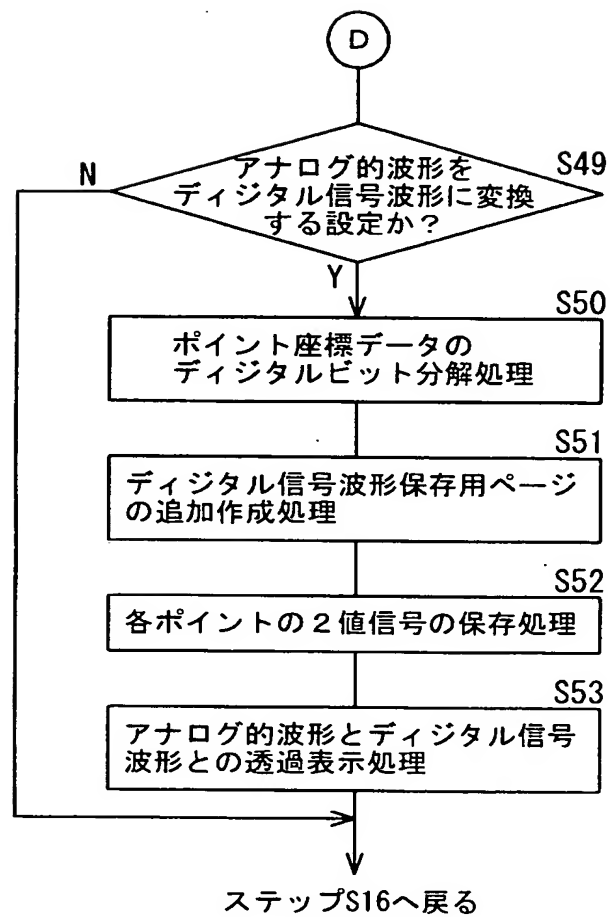 D
アナログ的波形を
ディジタル信号波形に変換
する設定か?
S49
N
Y
S50
ポイント座標データの
ディジタルビット分解処理
S51
ディジタル信号波形保存用ページ
の追加作成処理
S52
各ポイントの2値信号の保存処理
S53
アナログ的波形とディジタル信号
波形との透過表示処理
ステップS16へ戻る